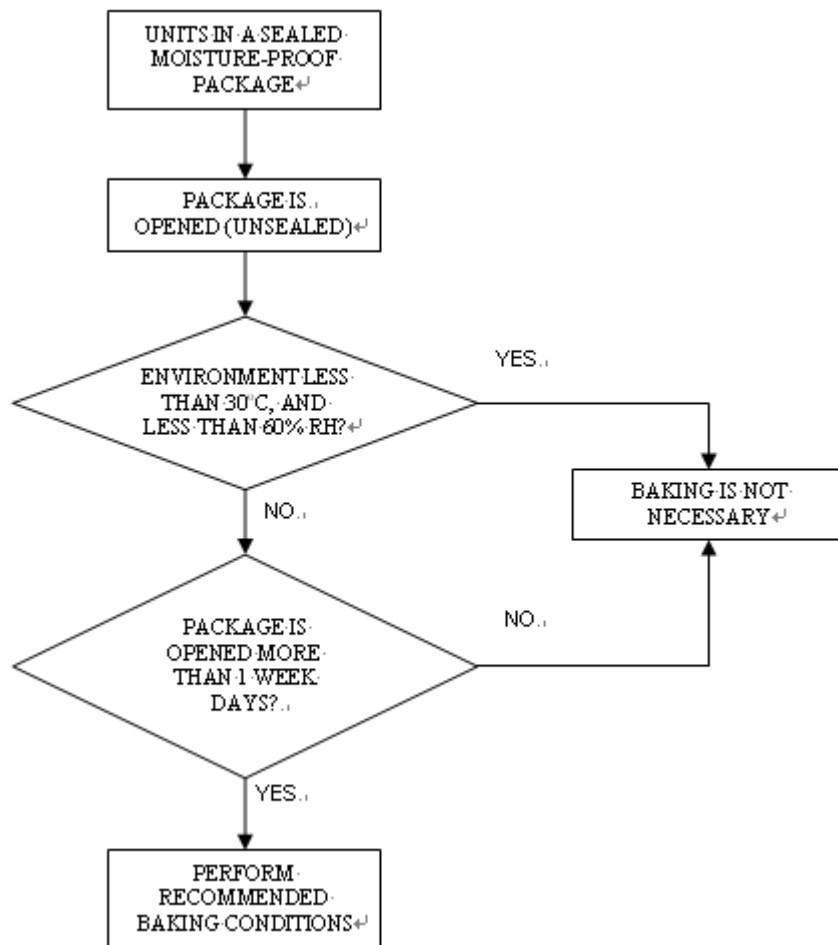 UNITS IN A SEALED
MOISTURE-PROOF
PACKAGE
PACKAGE IS
OPENED (UNSEALED)
ENVIRONMENT LESS
THAN 30°C, AND
LESS THAN 60% RH?
YES
BAKING IS NOT
NECESSARY
NO
PACKAGE IS
OPENED MORE
THAN 1 WEEK
DAYS?
NO
YES
PERFORM
RECOMMENDED
BAKING CONDITIONS